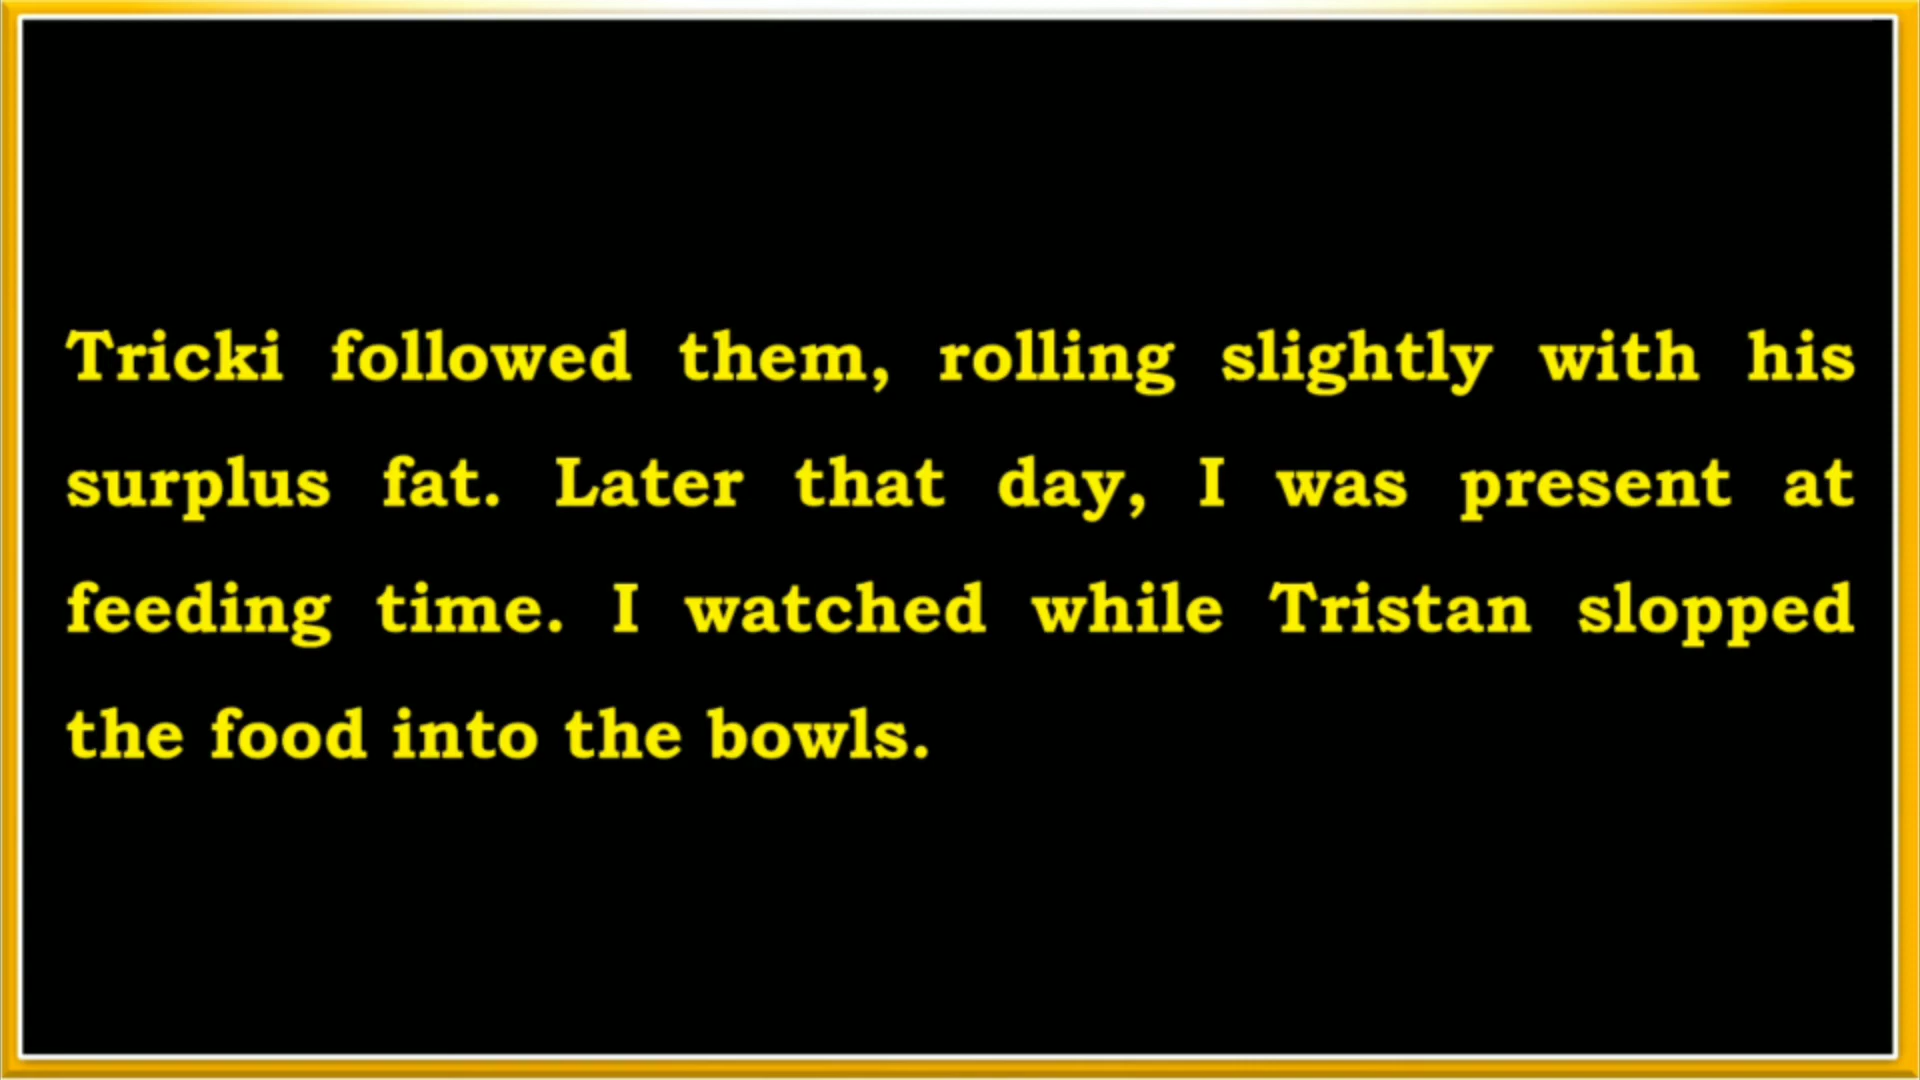 Tricki followed them, rolling slightly with his
surplus fat. Later that day, I was present at
feeding time. I watched while Tristan slopped
the food into the bowls.